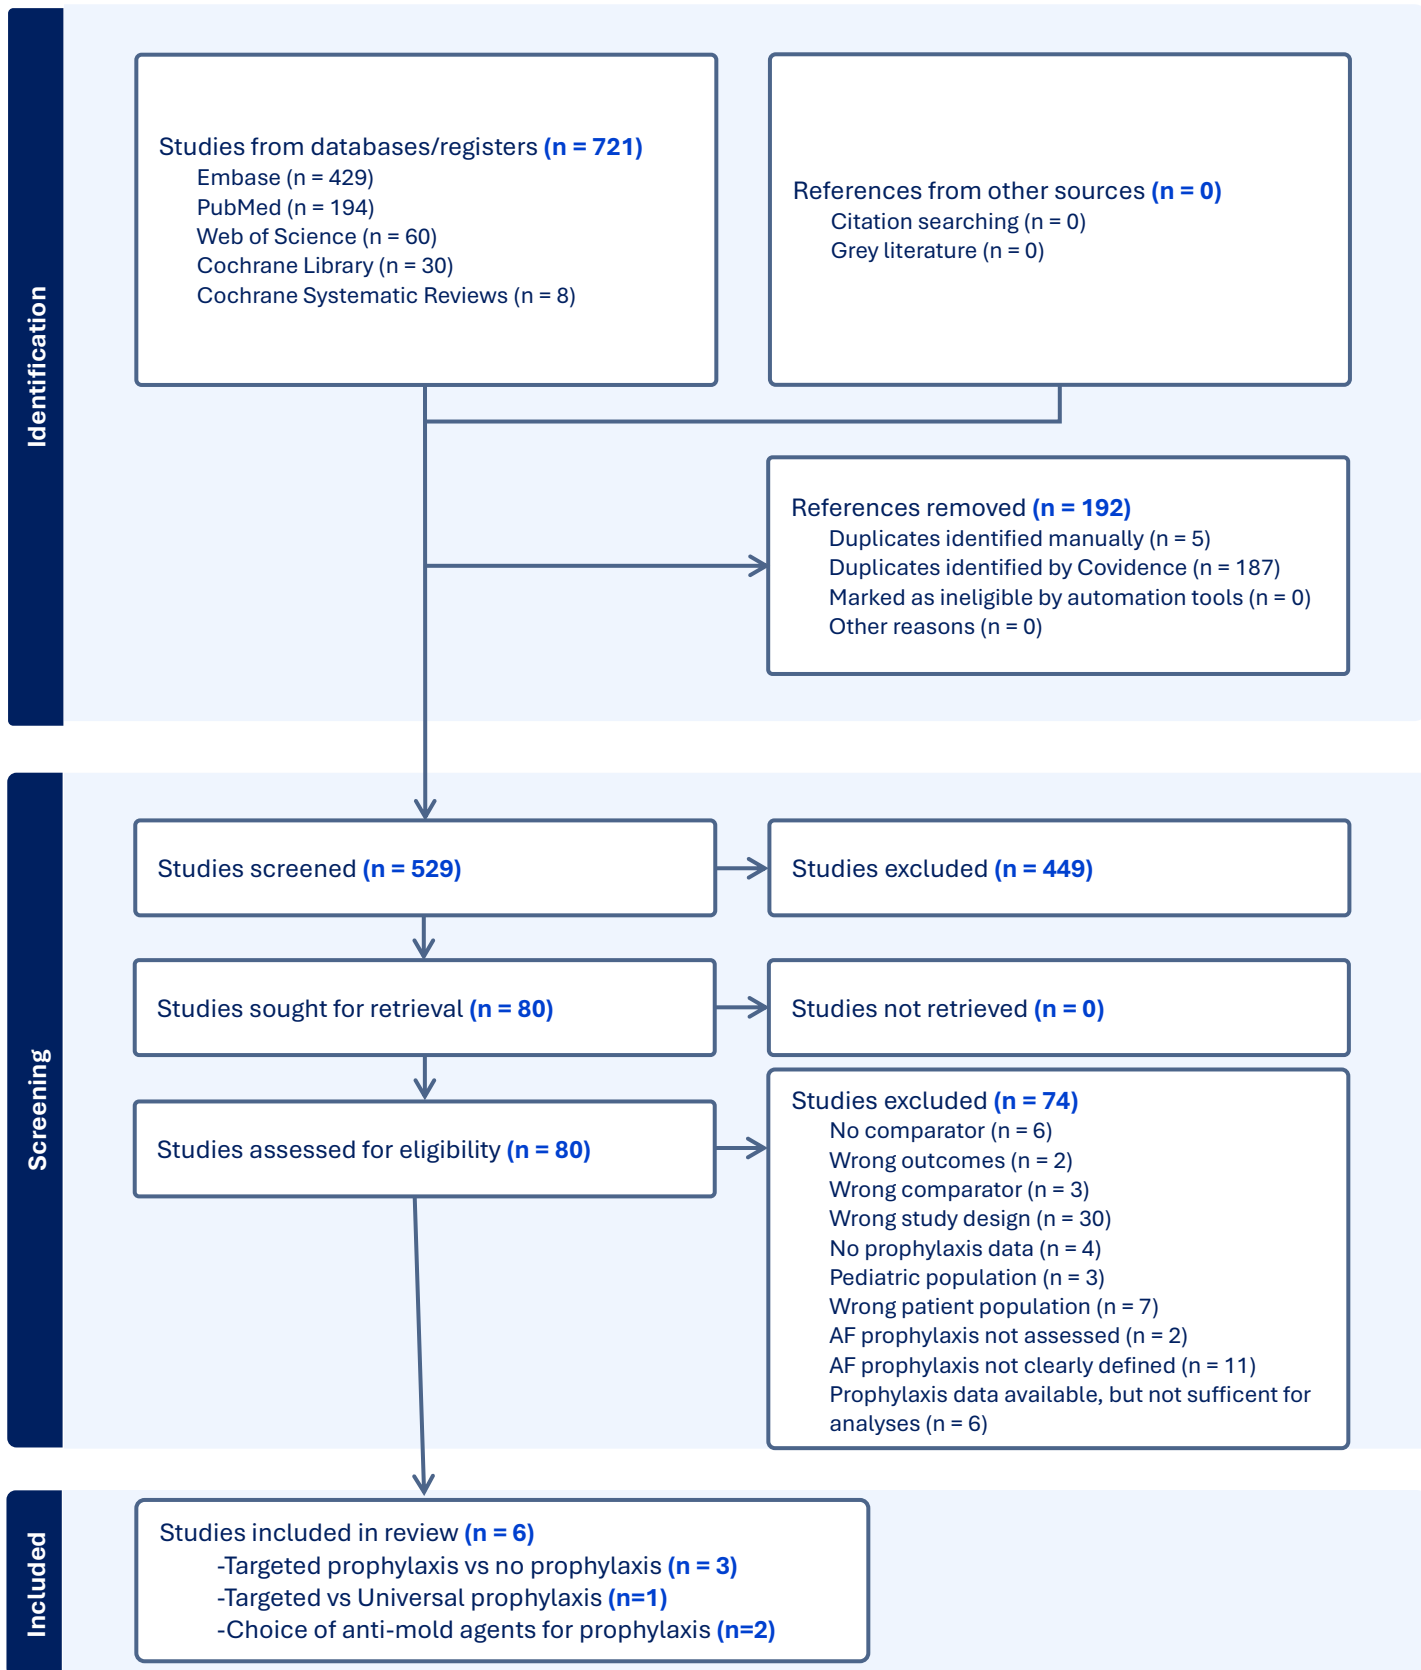 Identification
Studies from databases/registers (n = 721)
Embase (n = 429)
PubMed (n = 194)
Web of Science (n = 60)
Cochrane Library (n = 30)
Cochrane Systematic Reviews (n = 8)
References from other sources (n = 0)
Citation searching (n = 0)
Grey literature (n = 0)
References removed (n = 192)
Duplicates identified manually (n = 5)
Duplicates identified by Covidence (n = 187)
Marked as ineligible by automation tools (n = 0)
Other reasons (n = 0)
Screening
Studies screened (n = 529)
Studies excluded (n = 449)
Studies sought for retrieval (n = 80)
Studies not retrieved (n = 0)
Studies assessed for eligibility (n = 80)
Studies excluded (n = 74)
No comparator (n = 6)
Wrong outcomes (n = 2)
Wrong comparator (n = 3)
Wrong study design (n = 30)
No prophylaxis data (n = 4)
Pediatric population (n = 3)
Wrong patient population (n = 7)
AF prophylaxis not assessed (n = 2)
AF prophylaxis not clearly defined (n = 11)
Prophylaxis data available, but not sufficent for
analyses (n = 6)
Included
Studies included in review (n = 6)
-Targeted prophylaxis vs no prophylaxis (n = 3)
-Targeted vs Universal prophylaxis (n=1)
-Choice of anti-mold agents for prophylaxis (n=2)